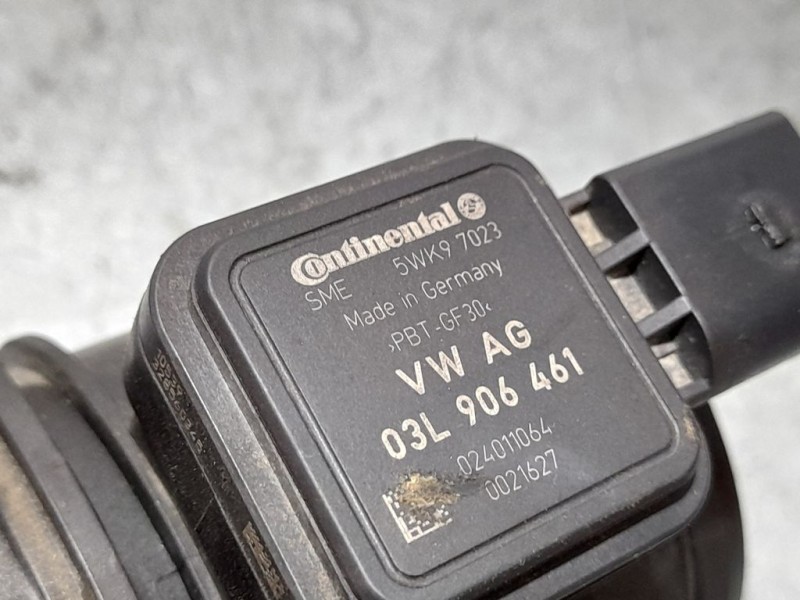 Continental
SME 5WK9 7023
Made in Germany
›PBT-GF30‹
VW AG
03L 906 461
024011064
0021627